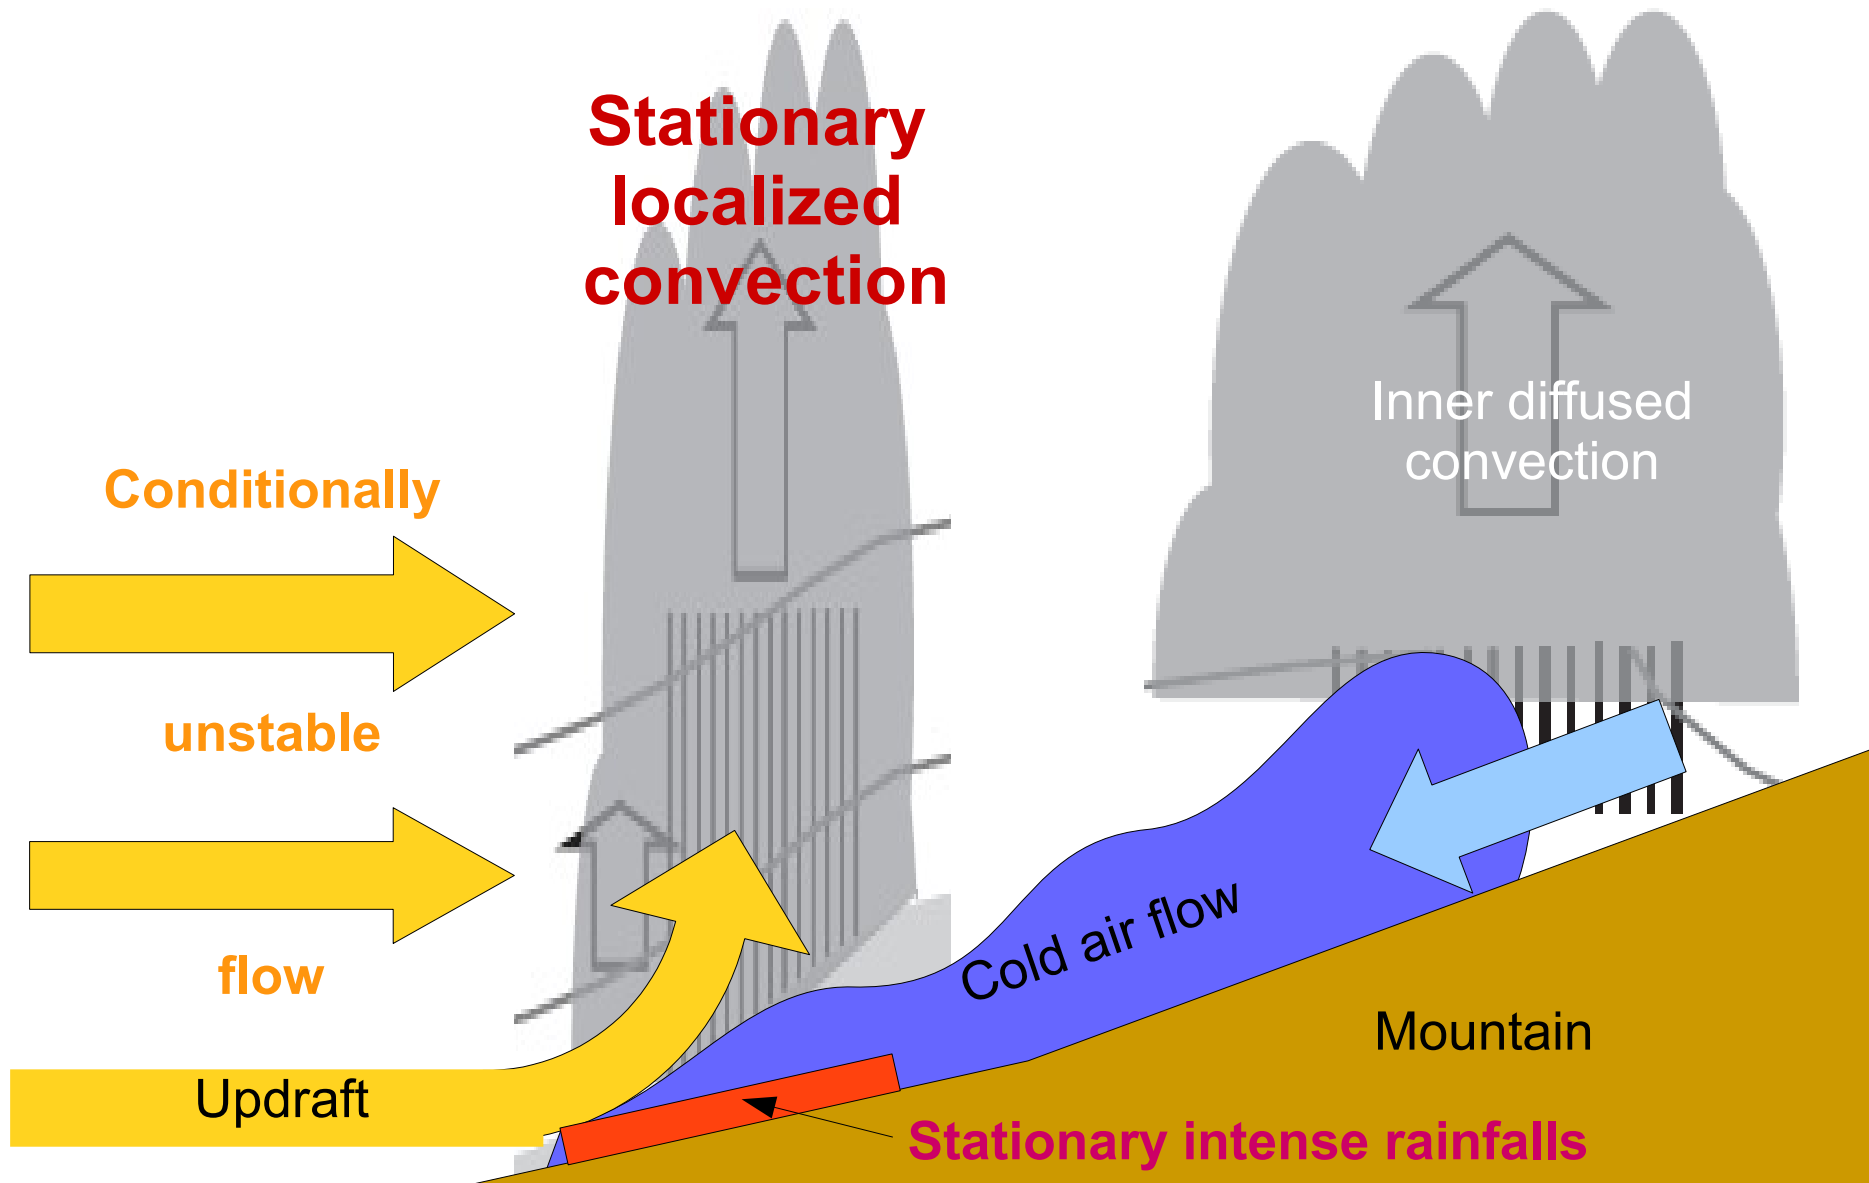 Stationary
localized
convection
Inner diffused
convection
Conditionally
unstable
flow
Updraft
Cold air flow
Mountain
Stationary intense rainfalls